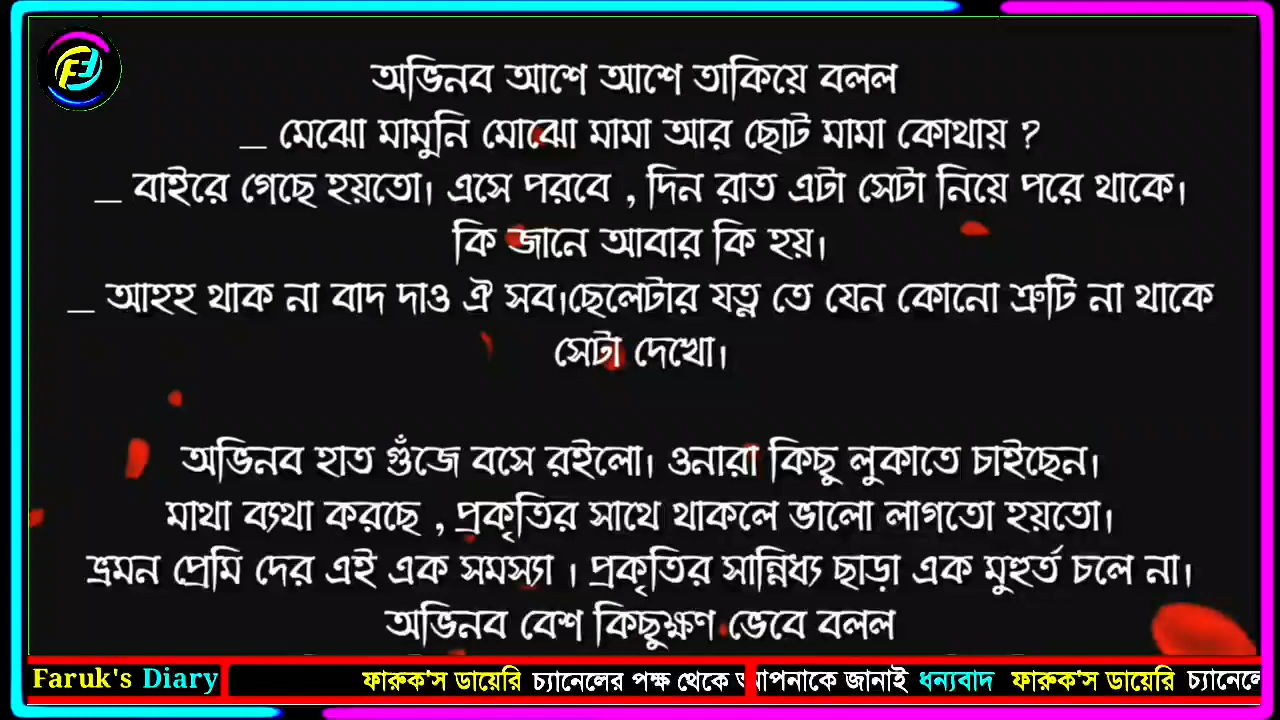 অভিনব আশে আশে তাকিয়ে বলল
_ মেঝো মামুনি মোঝো মামা আর ছোট মামা কোথায় ?
_ বাইরে গেছে হয়তো। এসে পরবে , দিন রাত এটা সেটা নিয়ে পরে থাকে।
কি জানে আবার কি হয়।
_ আহহ থাক না বাদ দাও ঐ সব।ছেলেটার যত্ন তে যেন কোনো ত্রুটি না থাকে
সেটা দেখো।
অভিনব হাত গুঁজে বসে রইলো। ওনারা কিছু লুকাতে চাইছেন।
মাথা ব্যথা করছে , প্রকৃতির সাথে থাকলে ভালো লাগতো হয়তো।
ভ্রমন প্রেমি দের এই এক সমস্যা । প্রকৃতির সান্নিধ্য ছাড়া এক মুহুর্ত চলে না।
অভিনব বেশ কিছুক্ষণ ভেবে বলল
Faruk's Diary ফারুক'স ডায়েরি চ্যানেলের পক্ষ থেকে আপনাকে জানাই ধন্যবাদ ফারুক'স ডায়েরি